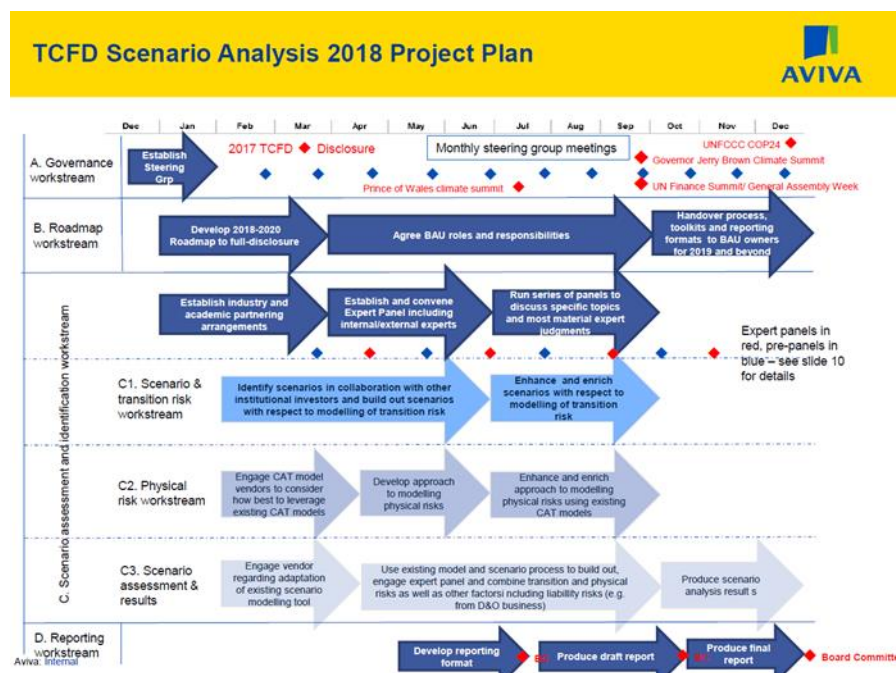 TCFD Scenario Analysis 2018 Project Plan
AVIVA
Dec Jan Feb Mar Apr May Jun Jul Aug Sep Oct Nov Dec
A. Governance
workstream
Establish
Steering
Grp
2017 TCFD
Disclosure
Monthly steering group meetings
UNFCCC COP24
Governor Jerry Brown Climate Summit
Prince of Wales climate summit
UN Finance Summit/ General Assembly Week
B. Roadmap
workstream
Develop 2018-2020
Roadmap to full-disclosure
Agree BAU roles and responsibilities
Handover process,
toolkits and reporting
formats to BAU owners
for 2019 and beyond
C. Scenario assessment and identification workstream
Establish industry and
academic partnering
arrangements
Establish and convene
Expert Panel including
internal/external experts
Run series of panels to
discuss specific topics
and most material expert
judgments
Expert panels in
red, pre-panels in
blue – see slide 10
for details
C1. Scenario &
transition risk
workstream
Identify scenarios in collaboration with other
institutional investors and build out scenarios
with respect to modelling of transition risk
Enhance and enrich
scenarios with respect to
modelling of transition
risk
C2. Physical
risk workstream
Engage CAT model
vendors to consider
how best to leverage
existing CAT models
Develop approach
to modelling
physical risks
Enhance and enrich
approach to modelling
physical risks using existing
CAT models
C3. Scenario
assessment &
results
Engage vendor
regarding adaptation
of existing scenario
modelling tool
Use existing model and scenario process to build out,
engage expert panel and combine transition and physical
risks as well as other factorsi ncluding liability risks (e.g.
from D&O business)
Produce scenario
analysis result s
D. Reporting
workstream
Develop reporting
format
Produce draft report
Produce final
report
Board Committe
Aviva: Internal